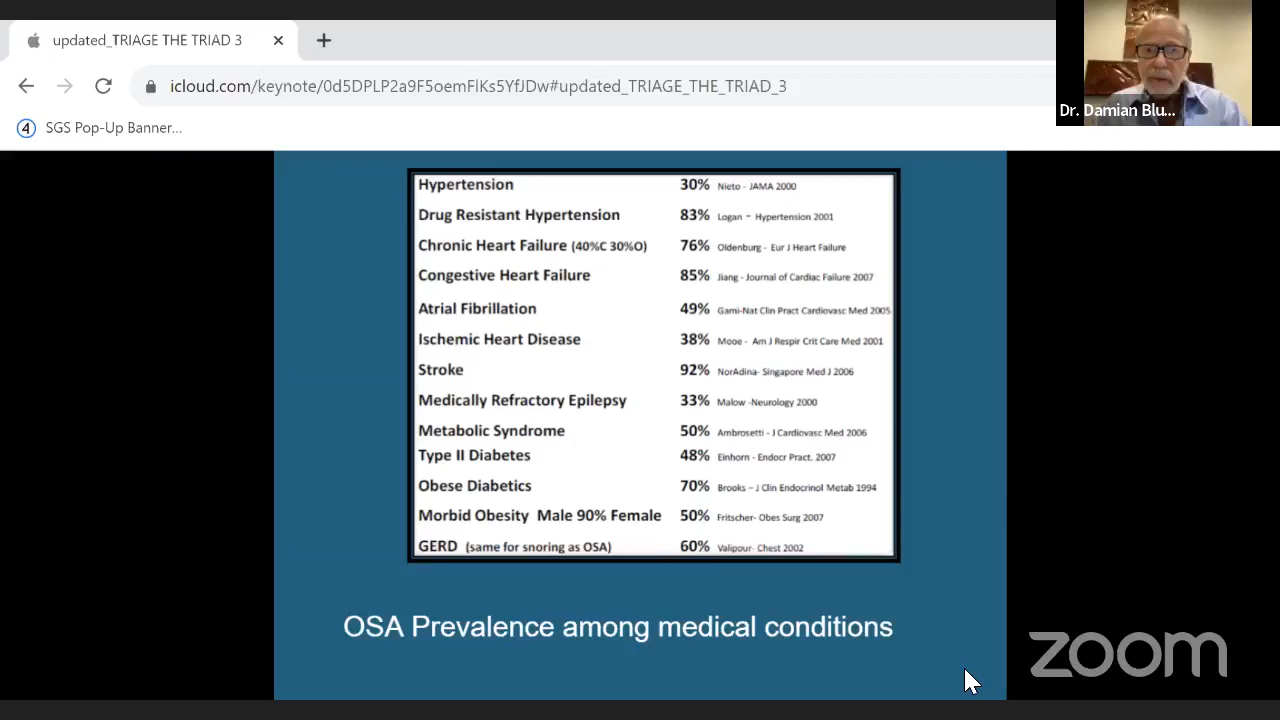 updated_TRIAGE THE TRIAD 3
icloud.com/keynote/0d5DPLP2a9F5oemFlKs5YfJDw#updated_TRIAGE_THE_TRIAD_3
4 SGS Pop-Up Banner...
Dr. Damian Blu...
Hypertension 30% Nieto - JAMA 2000
Drug Resistant Hypertension 83% Logan - Hypertension 2001
Chronic Heart Failure (40%C 30%O) 76% Oldenburg - Eur J Heart Failure
Congestive Heart Failure 85% Jiang - Journal of Cardiac Failure 2007
Atrial Fibrillation 49% Gami-Nat Clin Pract Cardiovasc Med 2005
Ischemic Heart Disease 38% Mooe - Am J Respir Crit Care Med 2001
Stroke 92% NorAdina- Singapore Med J 2006
Medically Refractory Epilepsy 33% Malow -Neurology 2000
Metabolic Syndrome 50% Ambrosetti - J Cardiovasc Med 2006
Type II Diabetes 48% Einhorn - Endocr Pract. 2007
Obese Diabetics 70% Brooks – J Clin Endocrinol Metab 1994
Morbid Obesity Male 90% Female 50% Fritscher- Obes Surg 2007
GERD (same for snoring as OSA) 60% Valipour- Chest 2002
OSA Prevalence among medical conditions
zoom